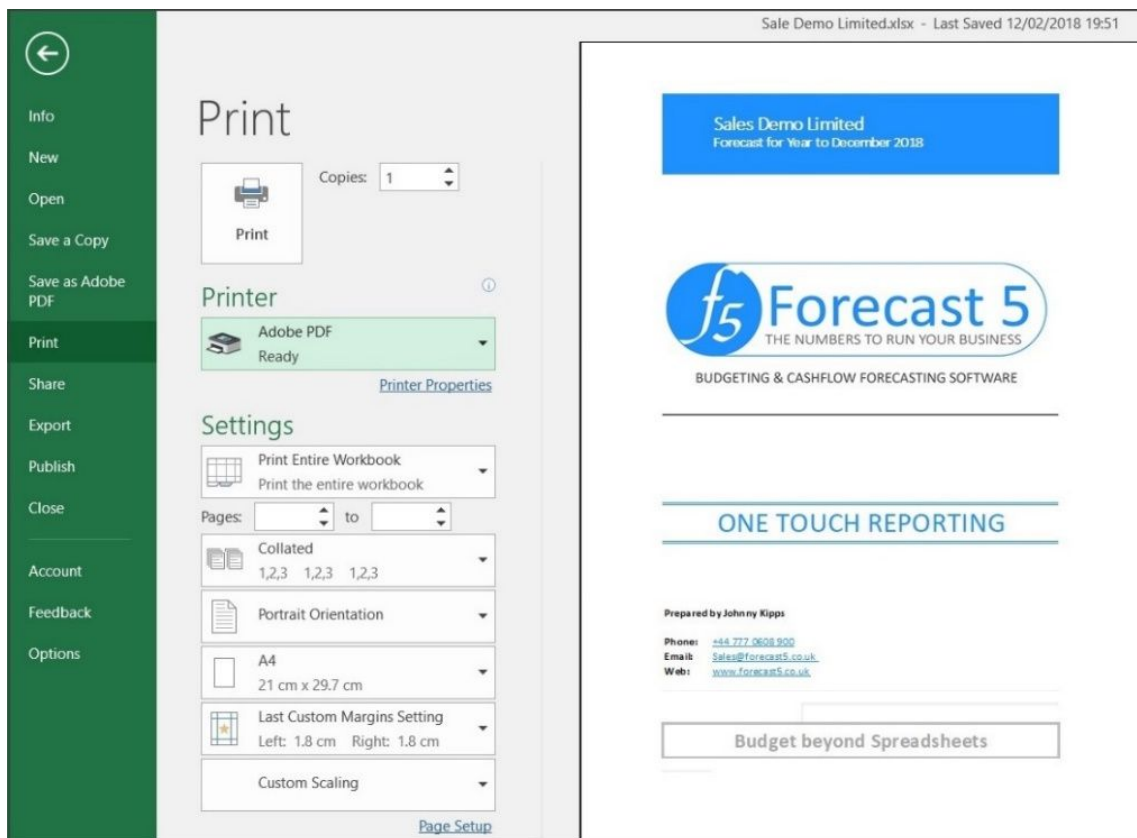 Sale Demo Limited.xlsx - Last Saved 12/02/2018 19:51
Info
New
Open
Save a Copy
Save as Adobe
PDF
Print
Share
Export
Publish
Close
Account
Feedback
Options
Print
Copies: 1
Print
Printer
Adobe PDF
Ready
Printer Properties
Settings
Print Entire Workbook
Print the entire workbook
Pages: to
Collated
1,2,3 1,2,3 1,2,3
Portrait Orientation
A4
21 cm x 29.7 cm
Last Custom Margins Setting
Left: 1.8 cm Right: 1.8 cm
Custom Scaling
Page Setup
Sales Demo Limited
Forecast for Year to December 2018
f5 Forecast 5
THE NUMBERS TO RUN YOUR BUSINESS
BUDGETING & CASHFLOW FORECASTING SOFTWARE
ONE TOUCH REPORTING
Prepared by Johnny Kipps
Phone: +44 777 0608 900
Email: Sales@forecast5.co.uk
Web: www.forecast5.co.uk
Budget beyond Spreadsheets